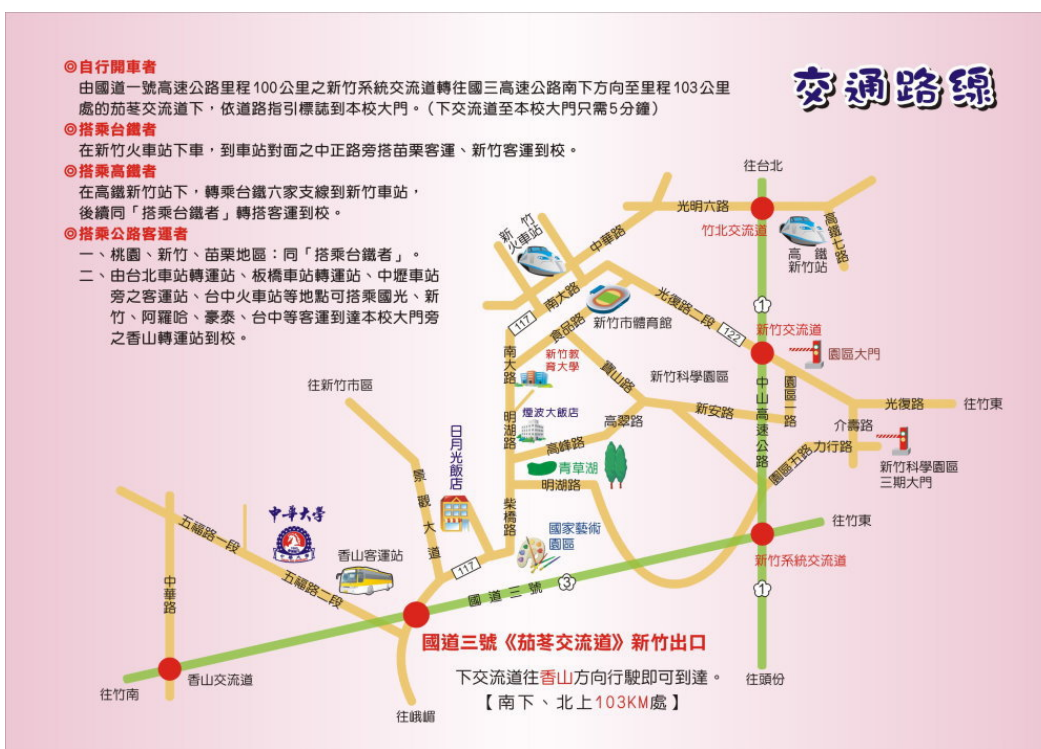 交通路線
◎自行開車者
由國道一號高速公路里程100公里之新竹系統交流道轉往國三高速公路南下方向至里程103公里
處的茄苳交流道下，依道路指引標誌到本校大門。(下交流道至本校大門只需5分鐘)
◎搭乘台鐵者
在新竹火車站下車，到車站對面之中正路旁搭苗栗客運、新竹客運到校。
◎搭乘高鐵者
在高鐵新竹站下，轉乘台鐵六家支線到新竹車站，
後續同「搭乘台鐵者」轉搭客運到校。
◎搭乘公路客運者
一、桃園、新竹、苗栗地區：同「搭乘台鐵者」。
二、由台北車站轉運站、板橋車站轉運站、中壢車站
旁之客運站、台中火車站等地點可搭乘國光、新
竹、阿羅哈、豪泰、台中等客運到達本校大門旁
之香山轉運站到校。
往台北
光明六路
竹北交流道
高鐵七路
高鐵
新竹站
新竹
火車站
中華路
南大路
117
食品路
新竹市體育館
光復路二段
122
1
新竹交流道
園區大門
南大路
新竹教
育大學
寶山路
新竹科學園區
中山高速公路
園區一路
新安路
光復路
往竹東
介壽路
力行路
園區五路
新竹科學園區
三期大門
往新竹市區
日月光飯店
明湖路
煙波大飯店
高翠路
高峰路
青草湖
明湖路
景觀大道
柴橋路
國家藝術
園區
往竹東
新竹系統交流道
1
五福路一段
中華大學
香山客運站
五福路二段
117
國道三號
3
中華路
國道三號《茄苳交流道》新竹出口
下交流道往香山方向行駛即可到達。
【南下、北上103KM處】
往竹南
香山交流道
往峨嵋
往頭份